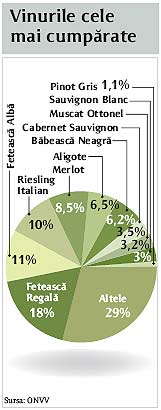 Vinurile cele
mai cumpărate
Pinot Gris 1,1%
Sauvignon Blanc
Muscat Ottonel
Cabernet Sauvignon
Băbească Neagră
Aligote
Merlot
Riesling
Italian
Fetească Albă
6,5%
8,5%
6,2%
10%
3,5%
3,2%
3%
11%
Fetească
Regală
18%
Altele
29%
Sursa: ONVV